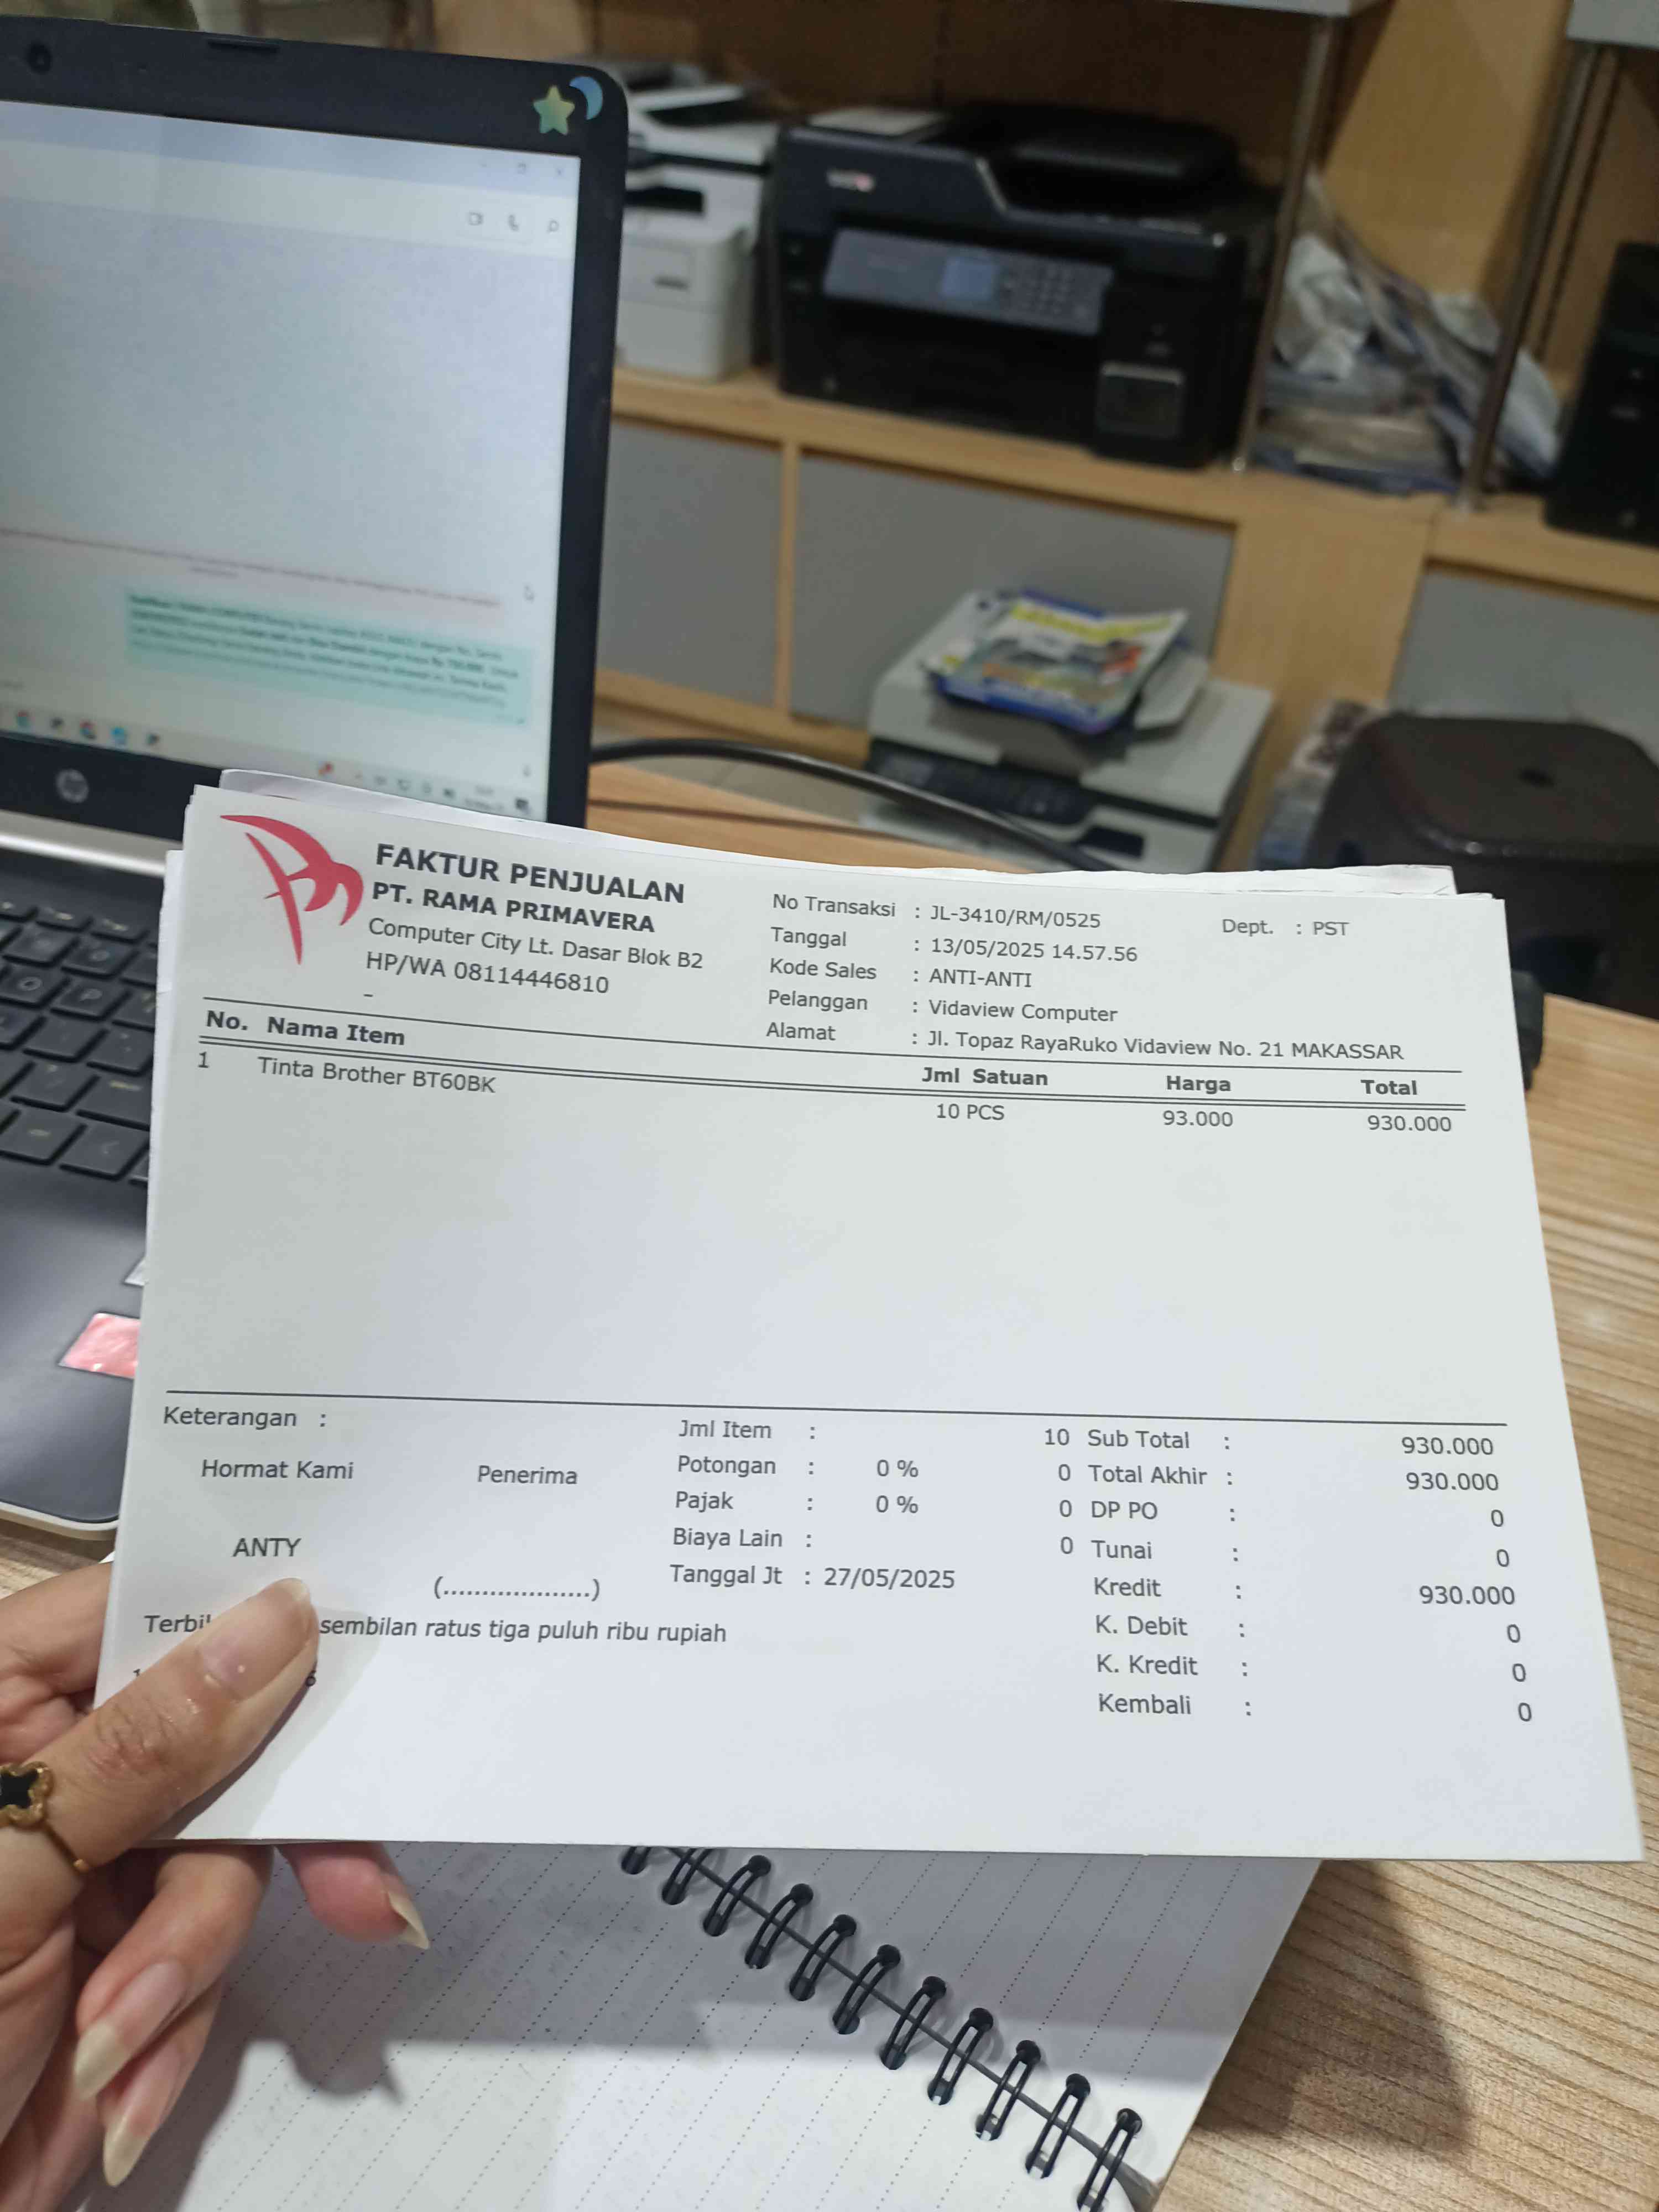 FAKTUR PENJUALAN
PT. RAMA PRIMAVERA
Computer City Lt. Dasar Blok B2
HP/WA 08114446810
-
No Transaksi : JL-3410/RM/0525
Dept. : PST
Tanggal : 13/05/2025 14.57.56
Kode Sales : ANTI-ANTI
Pelanggan : Vidaview Computer
Alamat : Jl. Topaz RayaRuko Vidaview No. 21 MAKASSAR
No. Nama Item Jml Satuan Harga Total
1 Tinta Brother BT60BK 10 PCS 93.000 930.000
Keterangan :
Hormat Kami Penerima
ANTY
(...................)
Jml Item : 10
Potongan : 0 % 0
Pajak : 0 % 0
Biaya Lain : 0
Tanggal Jt : 27/05/2025
Sub Total : 930.000
Total Akhir : 930.000
DP PO : 0
Tunai : 0
Kredit : 930.000
K. Debit : 0
K. Kredit : 0
Kembali : 0
sembilan ratus tiga puluh ribu rupiah